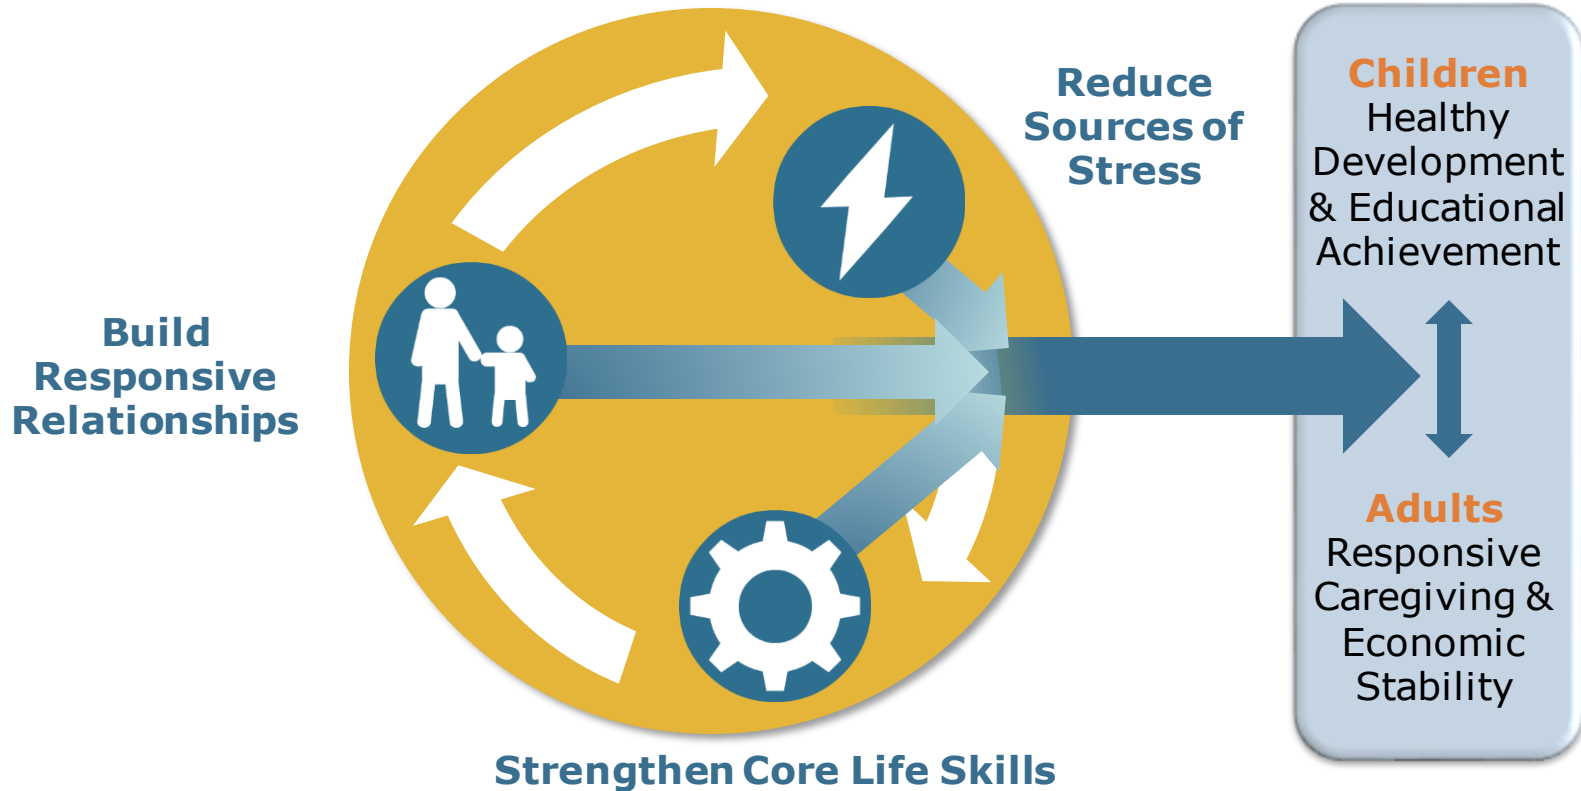 Build
Responsive
Relationships
Reduce
Sources of
Stress
Strengthen Core Life Skills
Children
Healthy
Development
& Educational
Achievement
Adults
Responsive
Caregiving &
Economic
Stability